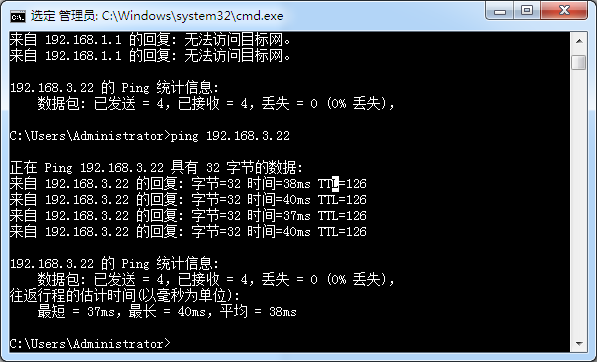 选定 管理员: C:\Windows\system32\cmd.exe
来自 192.168.1.1 的回复: 无法访问目标网。
来自 192.168.1.1 的回复: 无法访问目标网。
192.168.3.22 的 Ping 统计信息:
数据包: 已发送 = 4，已接收 = 4，丢失 = 0 (0% 丢失)，
C:\Users\Administrator>ping 192.168.3.22
正在 Ping 192.168.3.22 具有 32 字节的数据:
来自 192.168.3.22 的回复: 字节=32 时间=38ms TTL=126
来自 192.168.3.22 的回复: 字节=32 时间=40ms TTL=126
来自 192.168.3.22 的回复: 字节=32 时间=37ms TTL=126
来自 192.168.3.22 的回复: 字节=32 时间=40ms TTL=126
192.168.3.22 的 Ping 统计信息:
数据包: 已发送 = 4，已接收 = 4，丢失 = 0 (0% 丢失)，
往返行程的估计时间(以毫秒为单位):
最短 = 37ms，最长 = 40ms，平均 = 38ms
C:\Users\Administrator>